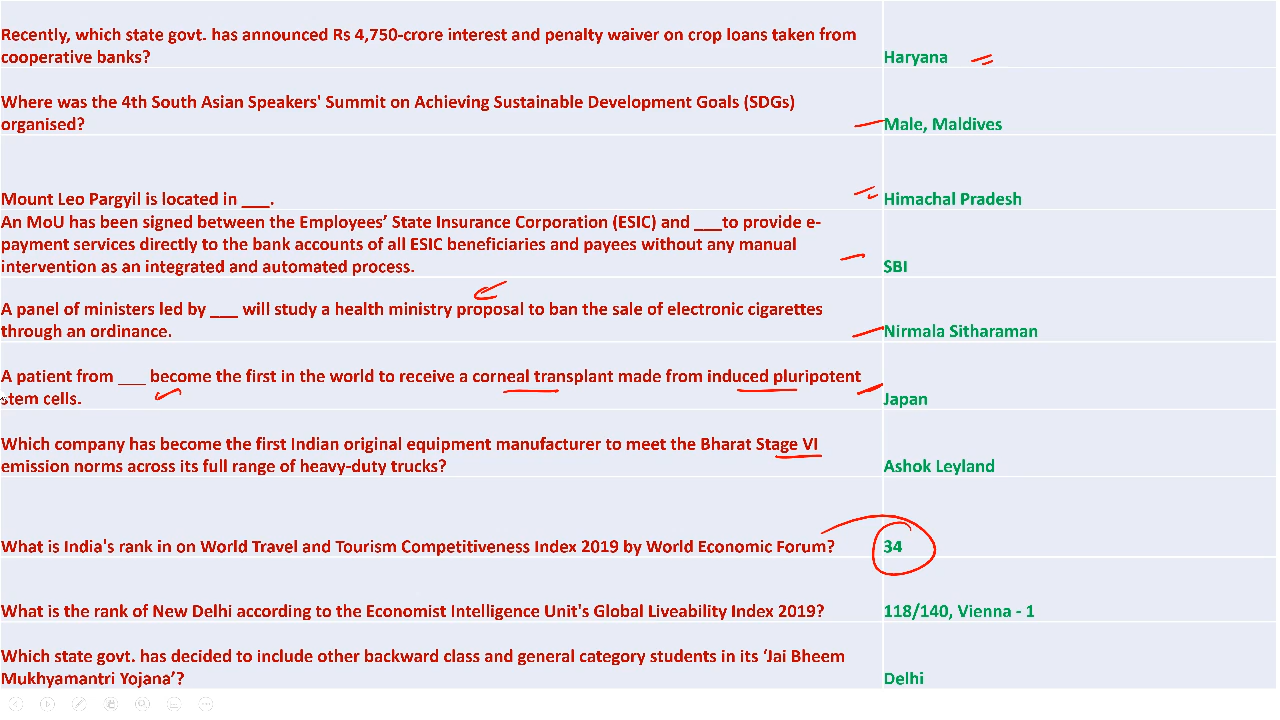 Recently, which state govt. has announced Rs 4,750-crore interest and penalty waiver on crop loans taken from
cooperative banks?
Haryana
Where was the 4th South Asian Speakers' Summit on Achieving Sustainable Development Goals (SDGs)
organised?
Male, Maldives
Mount Leo Pargyil is located in ___.
Himachal Pradesh
An MoU has been signed between the Employees’ State Insurance Corporation (ESIC) and ___to provide e-
payment services directly to the bank accounts of all ESIC beneficiaries and payees without any manual
intervention as an integrated and automated process.
SBI
A panel of ministers led by ___ will study a health ministry proposal to ban the sale of electronic cigarettes
through an ordinance.
Nirmala Sitharaman
A patient from ___ become the first in the world to receive a corneal transplant made from induced pluripotent
stem cells.
Japan
Which company has become the first Indian original equipment manufacturer to meet the Bharat Stage VI
emission norms across its full range of heavy-duty trucks?
Ashok Leyland
What is India's rank in on World Travel and Tourism Competitiveness Index 2019 by World Economic Forum?
34
What is the rank of New Delhi according to the Economist Intelligence Unit's Global Liveability Index 2019?
118/140, Vienna - 1
Which state govt. has decided to include other backward class and general category students in its ‘Jai Bheem
Mukhyamantri Yojana’?
Delhi